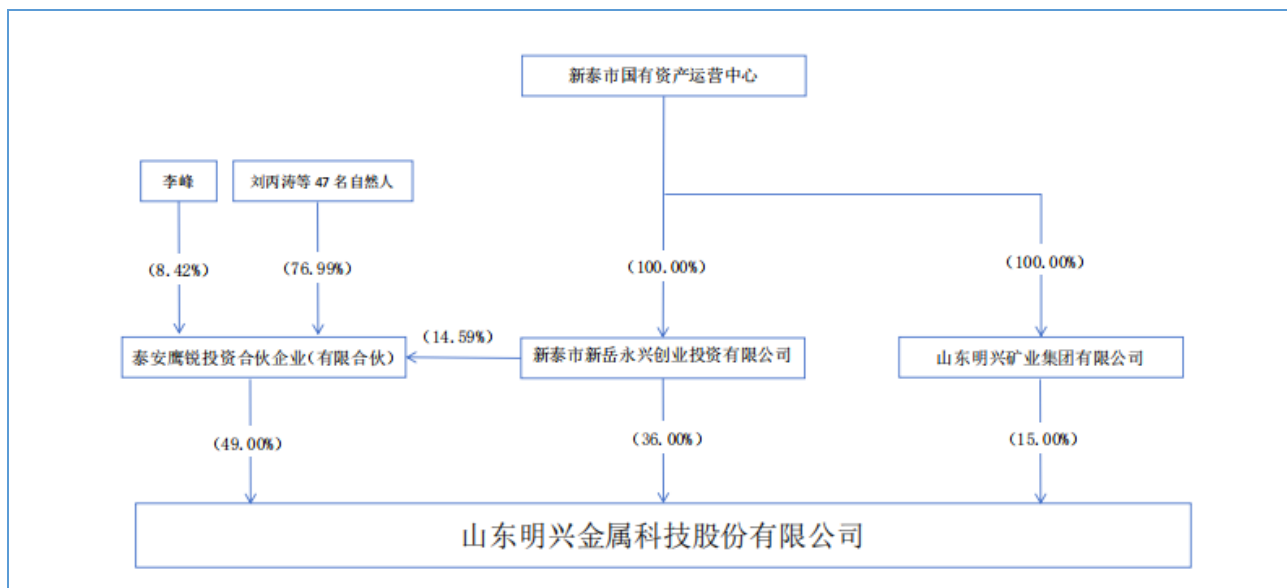 新泰市国有资产运营中心
李峰
刘丙涛等 47 名自然人
(8.42%)
(76.99%)
(100.00%)
(100.00%)
(14.59%)
泰安鹰锐投资合伙企业(有限合伙)
新泰市新岳永兴创业投资有限公司
山东明兴矿业集团有限公司
(49.00%)
(36.00%)
(15.00%)
山东明兴金属科技股份有限公司